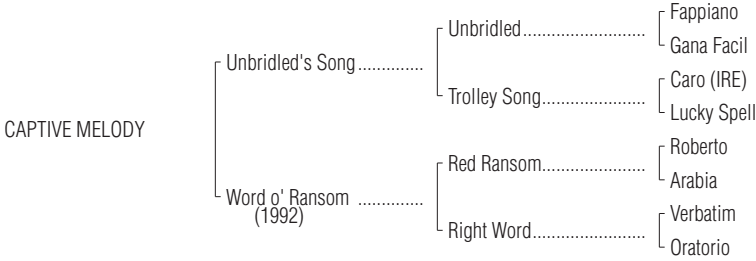 Fappiano
Unbridled..........................
Gana Facil
Unbridled's Song..............
Caro (IRE)
Trolley Song......................
Lucky Spell
CAPTIVE MELODY
Roberto
Red Ransom......................
Arabia
Word o' Ransom ..............
(1992)
Verbatim
Right Word........................
Oratorio